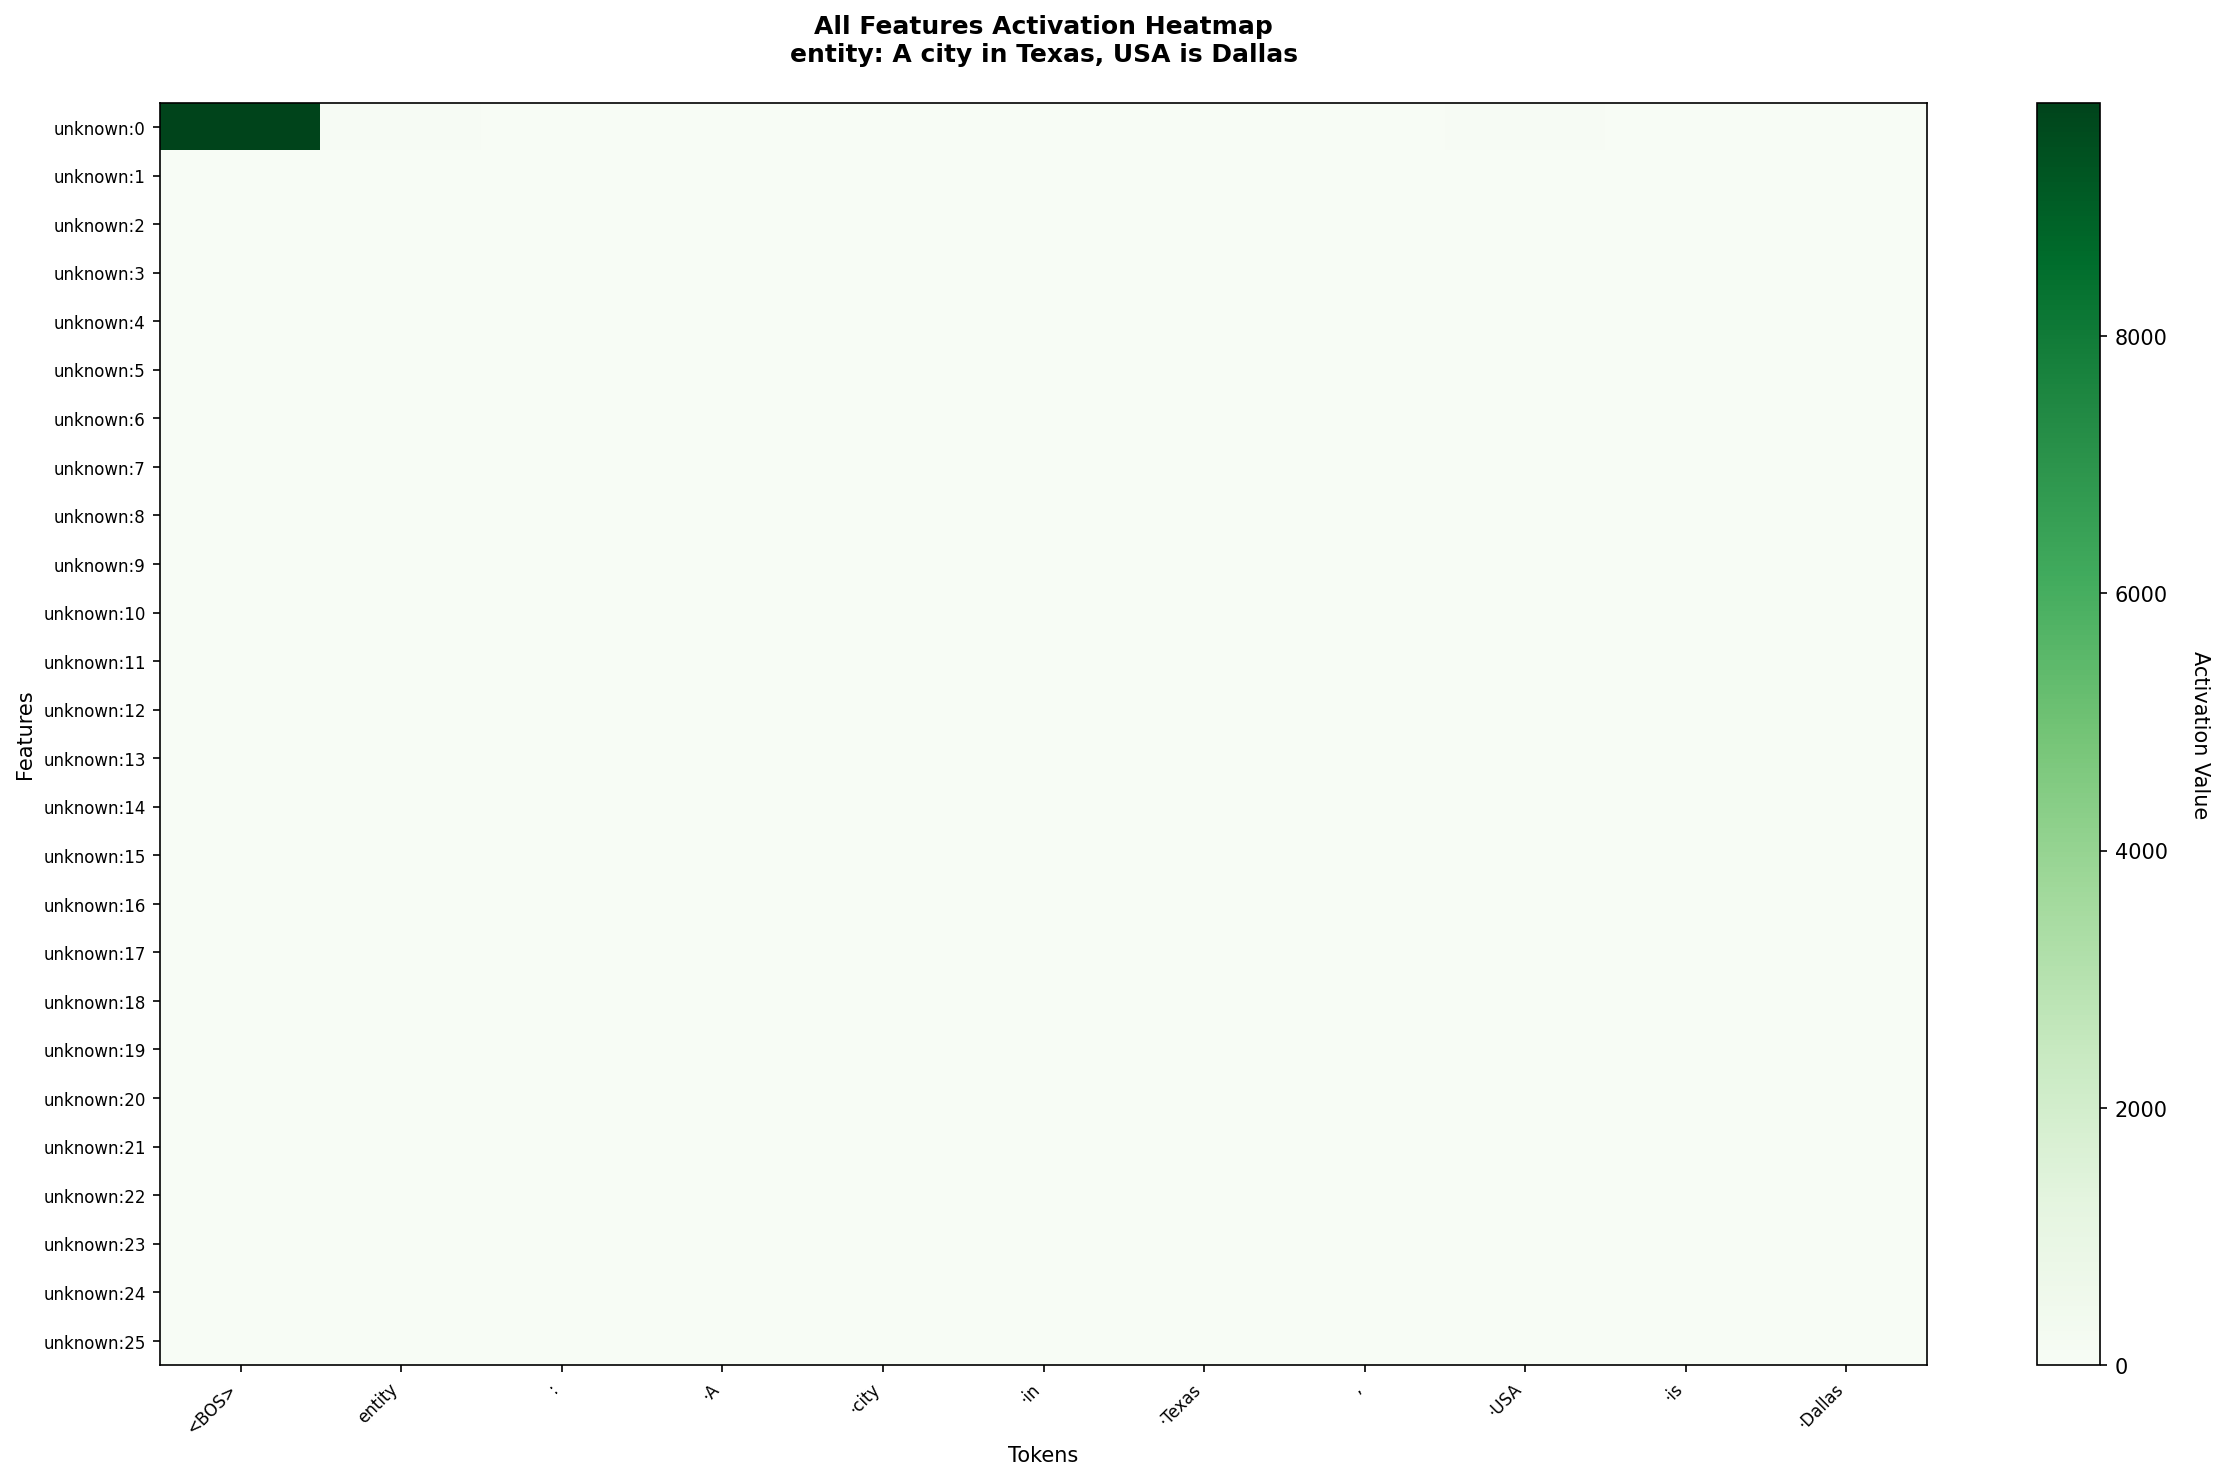 All Features Activation Heatmap
entity: A city in Texas, USA is Dallas
Features
unknown:0
unknown:1
unknown:2
unknown:3
unknown:4
unknown:5
unknown:6
unknown:7
unknown:8
unknown:9
unknown:10
unknown:11
unknown:12
unknown:13
unknown:14
unknown:15
unknown:16
unknown:17
unknown:18
unknown:19
unknown:20
unknown:21
unknown:22
unknown:23
unknown:24
unknown:25
<BOS>
entity
:
·A
·city
·in
·Texas
,
·USA
·is
·Dallas
Tokens
8000
6000
4000
2000
0
Activation Value